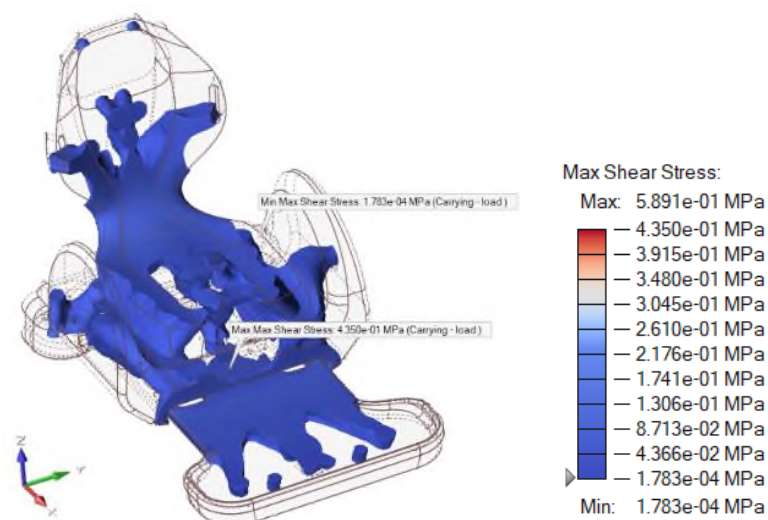 Min Max Shear Stress: 1.783e-04 MPa (Carrying - load )
Max Max Shear Stress: 4.350e-01 MPa (Carrying - load )
Z
Y
X
Max Shear Stress:
Max: 5.891e-01 MPa
4.350e-01 MPa
3.915e-01 MPa
3.480e-01 MPa
3.045e-01 MPa
2.610e-01 MPa
2.176e-01 MPa
1.741e-01 MPa
1.306e-01 MPa
8.713e-02 MPa
4.366e-02 MPa
1.783e-04 MPa
Min: 1.783e-04 MPa